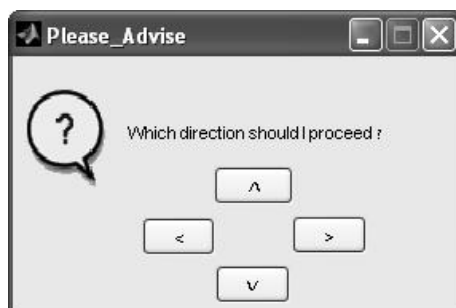 Please_Advise
?
Which direction should I proceed ?
^
< >
v